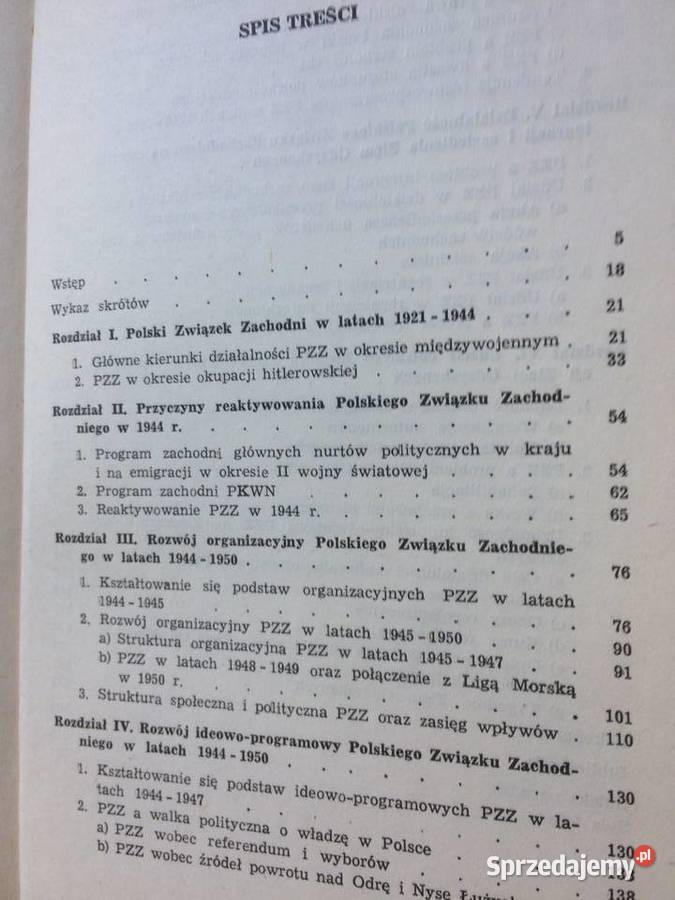 SPIS TREŚCI
Wstęp . . . . . . . . . . . . . . 5
Wykaz skrótów . . . . . . . . . . . . 18
Rozdział I. Polski Związek Zachodni w latach 1921-1944 . . . 21
1. Główne kierunki działalności PZZ w okresie międzywojennym . 21
2. PZZ w okresie okupacji hitlerowskiej . . . . . . . 33
Rozdział II. Przyczyny reaktywowania Polskiego Związku Zachod-
niego w 1944 r. . . . . . . . . . . . . 54
1. Program zachodni głównych nurtów politycznych w kraju
i na emigracji w okresie II wojny światowej . . . . . 54
2. Program zachodni PKWN . . . . . . . . . 62
3. Reaktywowanie PZZ w 1944 r. . . . . . . . . 65
Rozdział III. Rozwój organizacyjny Polskiego Związku Zachodnie-
go w latach 1944-1950 . . . . . . . . . . . 76
1. Kształtowanie się podstaw organizacyjnych PZZ w latach
1944-1945 . . . . . . . . . . . . 76
2. Rozwój organizacyjny PZZ w latach 1945-1950 . . . . 90
a) Struktura organizacyjna PZZ w latach 1945-1947 . . 91
b) PZZ w latach 1948-1949 oraz połączenie z Ligą Morską
w 1950 r. . . . . . . . . . . . . 101
3. Struktura społeczna i polityczna PZZ oraz zasięg wpływów . 110
Rozdział IV. Rozwój ideowo-programowy Polskiego Związku Zachod-
niego w latach 1944-1950 . . . . . . . . . 130
1. Kształtowanie się podstaw ideowo-programowych PZZ w la-
tach 1944-1947 . . . . . . . . . . . 130
2. PZZ a walka polityczna o władzę w Polsce . . . .
a) PZZ wobec referendum i wyborów . . . . .
b) PZZ wobec źródeł powrotu nad Odrę i Nysę 138
Sprzedajemy.pl